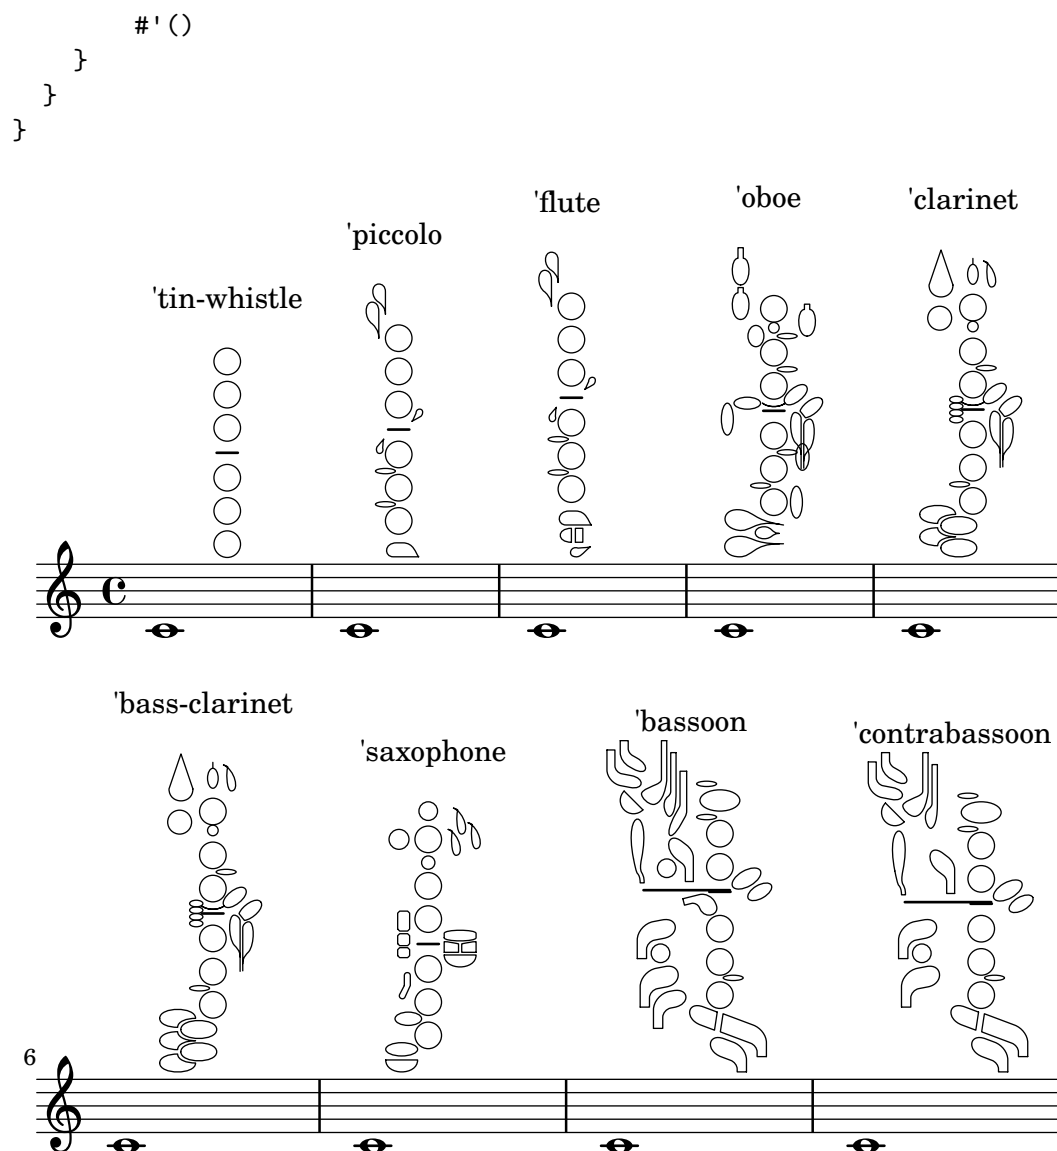 #'()
}
}
}
'tin-whistle
'piccolo
'flute
'oboe
'clarinet
'bass-clarinet
'saxophone
'bassoon
'contrabassoon
6